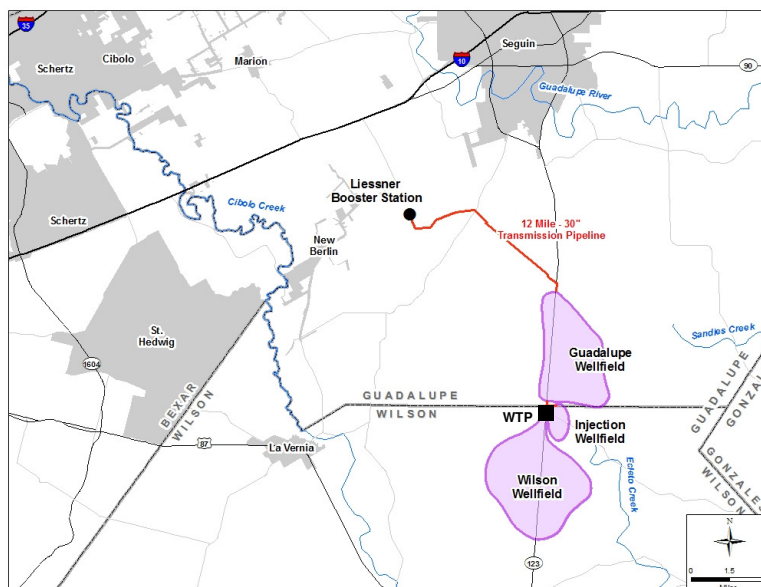 35
Cibolo
Schertz
Marion
Seguin
10
90
Guadalupe River
Liessner
Booster Station
Cibolo Creek
Schertz
12 Mile - 30"
Transmission Pipeline
New
Berlin
St.
Hedwig
Sandies Creek
Guadalupe
Wellfield
1604
BEXAR
WILSON
GUADALUPE
WILSON
GUADALUPE
GONZALES
WTP
Injection
Wellfield
87
La Vernia
Wilson
Wellfield
Ecleto Creek
GONZALES
WILSON
123
N
0 1.5